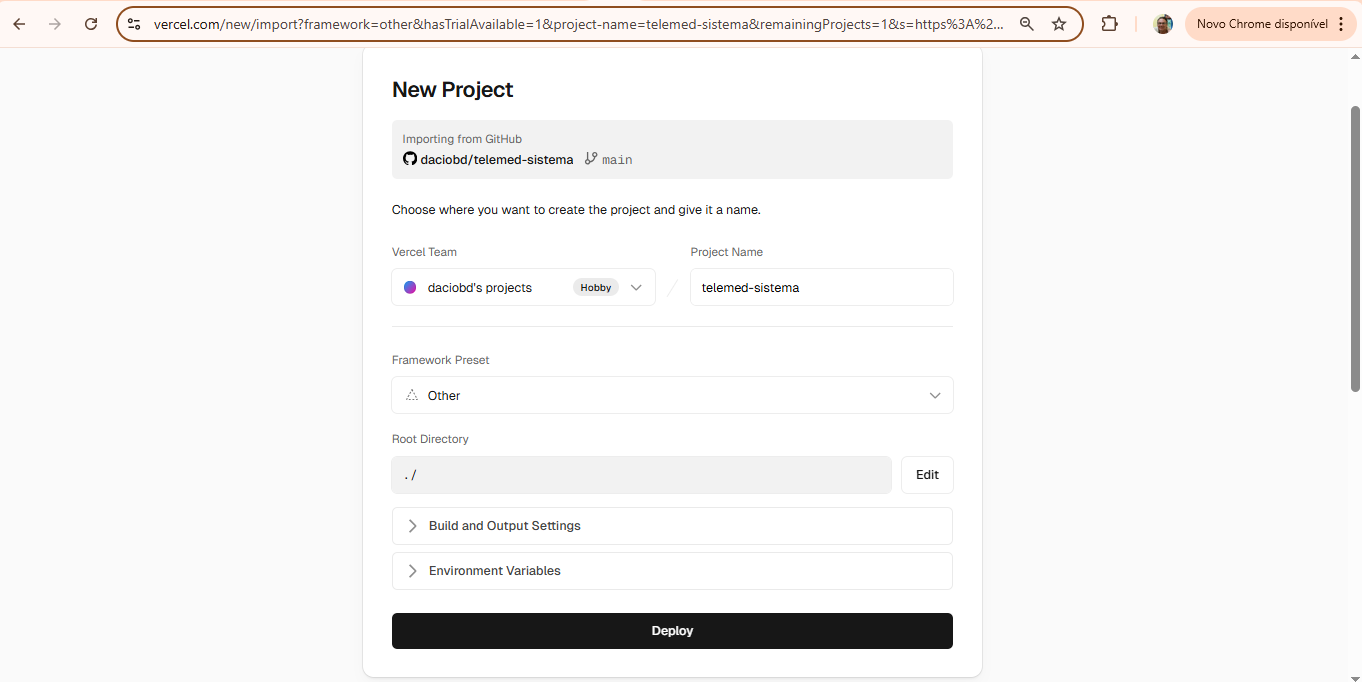 vercel.com/new/import?framework=other&hasTrialAvailable=1&project-name=telemed-sistema&remainingProjects=1&s=https%3A%2...
Novo Chrome disponível
New Project
Importing from GitHub
daciobd/telemed-sistema main
Choose where you want to create the project and give it a name.
Vercel Team
Project Name
daciobd's projects Hobby
/
telemed-sistema
Framework Preset
Other
Root Directory
./
Edit
Build and Output Settings
Environment Variables
Deploy